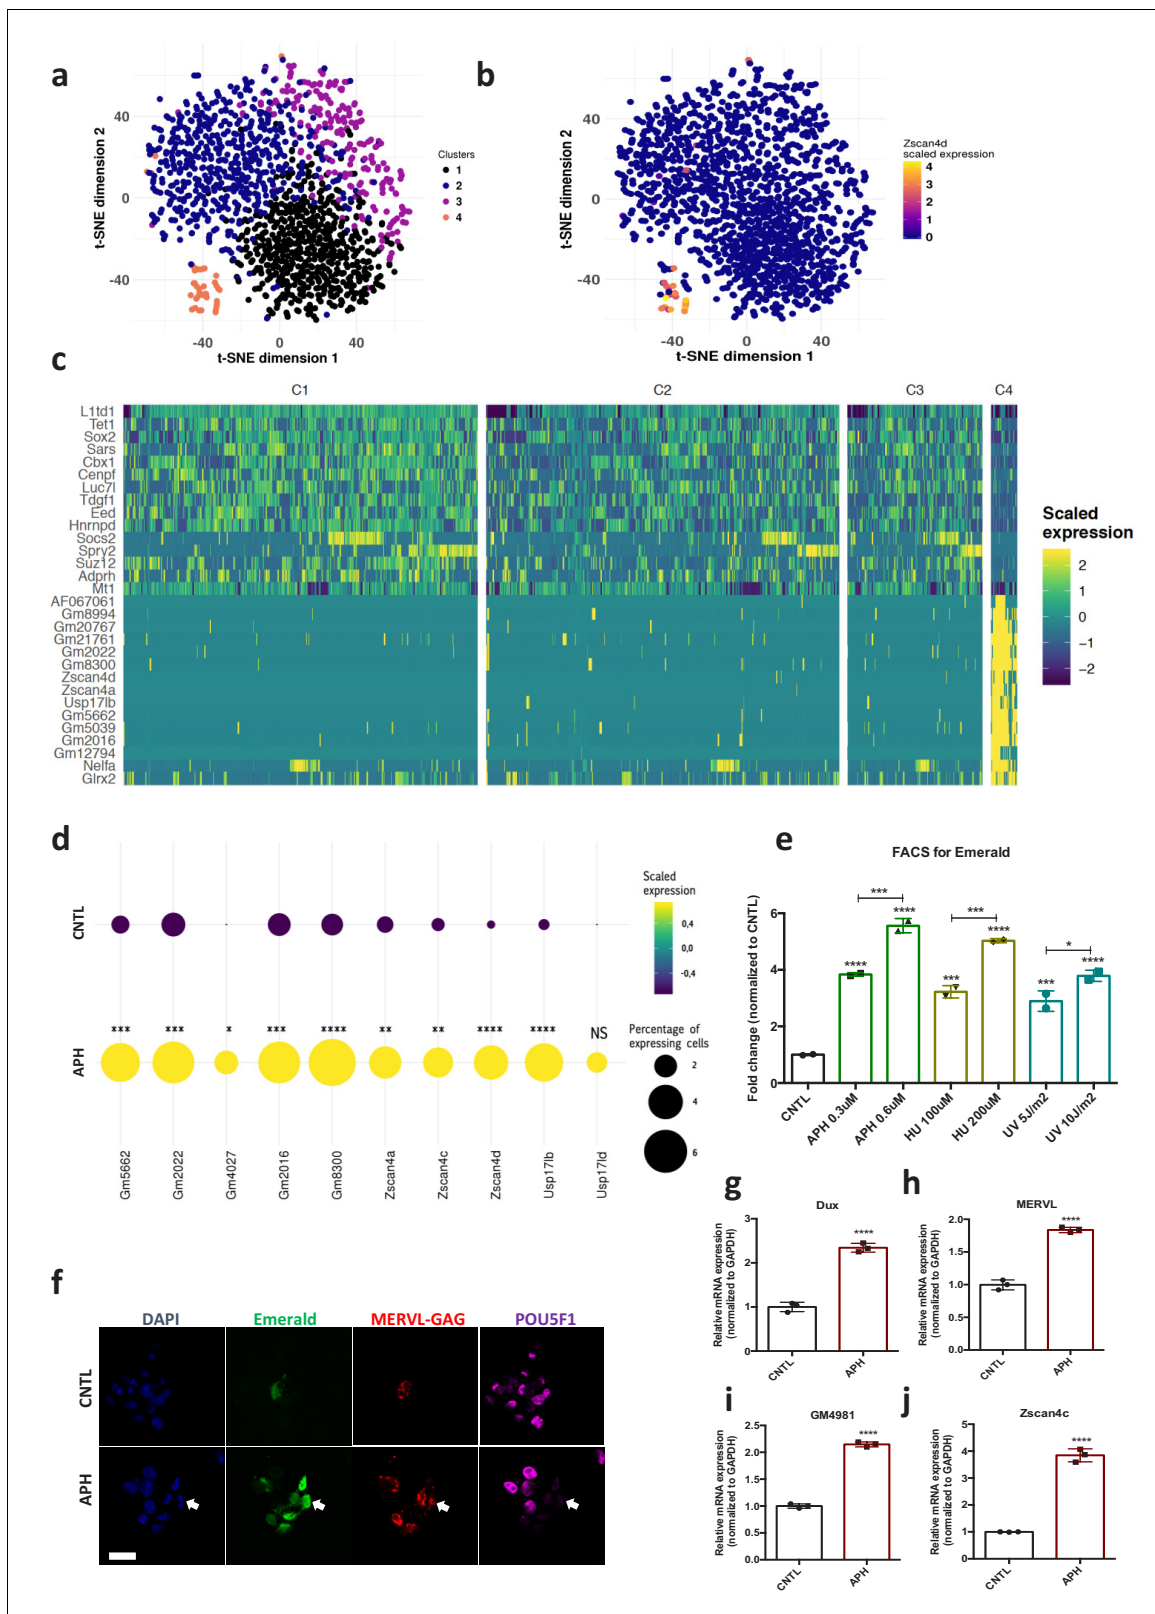 a
t-SNE dimension 2
40
0
-40
-40
0
40
t-SNE dimension 1
Clusters
1
2
3
4
b
t-SNE dimension 2
40
0
-40
-40
0
40
t-SNE dimension 1
Zscan4d
scaled expression
4
3
2
1
0
c
C1
C2
C3
C4
L1td1
Tet1
Sox2
Sars
Cbx1
Cenpf
Luc7l
Tdgf1
Eed
Hnrnpd
Socs2
Spry2
Suz12
Adprh
Mt1
AF067061
Gm8994
Gm20767
Gm21761
Gm2022
Gm8300
Zscan4d
Zscan4a
Usp17lb
Gm5662
Gm5039
Gm2016
Gm12794
Nelfa
Glrx2
Scaled
expression
2
1
0
−1
−2
d
CNTL
APH
*** *** * *** **** ** ** **** **** NS
Gm5662
Gm2022
Gm4027
Gm2016
Gm8300
Zscan4a
Zscan4c
Zscan4d
Usp17lb
Usp17ld
Scaled
expression
0,4
0,0
-0,4
Percentage of
expressing cells
2
4
6
e
FACS for Emerald
Fold change (normalized to CNTL)
6
4
2
0
**** *** **** *** *** **** *** * ****
CNTL
APH 0.3uM
APH 0.6uM
HU 100uM
HU 200uM
UV 5J/m2
UV 10J/m2
f
DAPI
Emerald
MERVL-GAG
POU5F1
CNTL
APH
g
Dux
Relative mRNA expression
(normalized to GAPDH)
3
2
1
0
****
CNTL
APH
h
MERVL
Relative mRNA expression
(normalized to GAPDH)
2.0
1.5
1.0
0.5
0.0
****
CNTL
APH
i
GM4981
Relative mRNA expression
(normalized to GAPDH)
2.5
2.0
1.5
1.0
0.5
0.0
****
CNTL
APH
j
Zscan4c
Relative mRNA expression
(normalized to GAPDH)
5
4
3
2
1
0
****
CNTL
APH